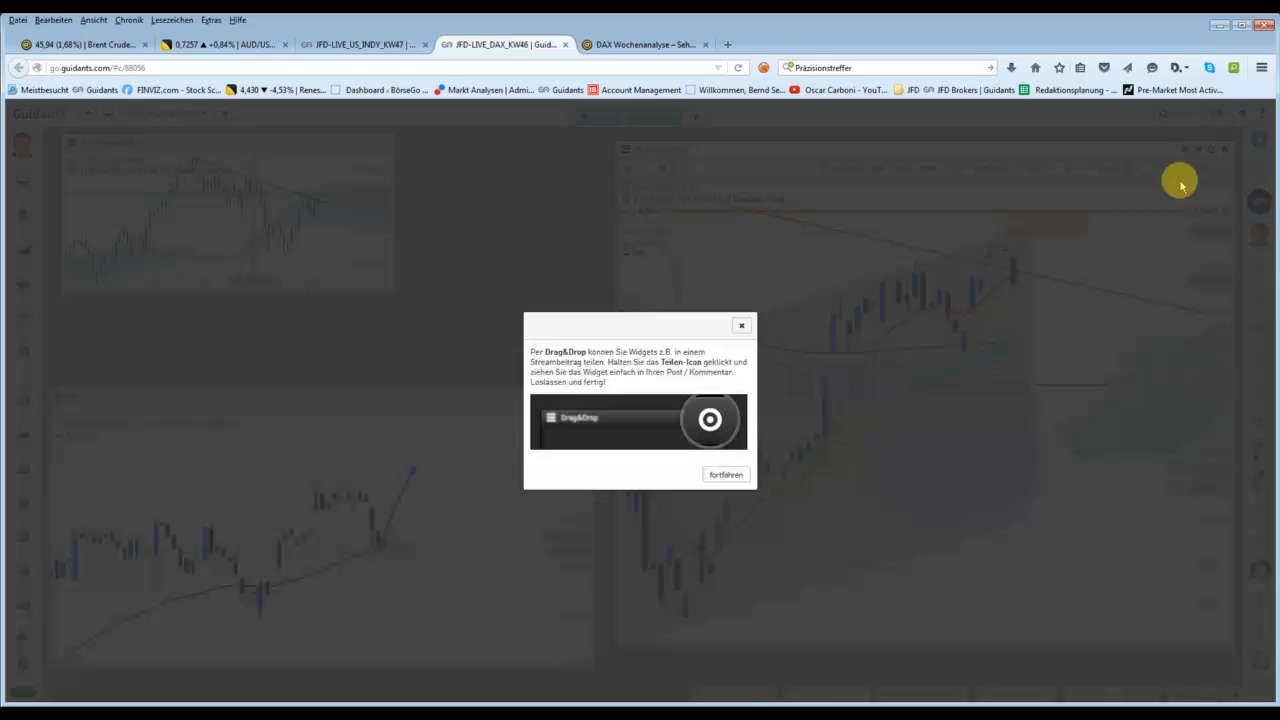 Datei Bearbeiten Ansicht Chronik Lesezeichen Extras Hilfe
45,94 (1,68%) | Brent Crude... 0,7257 ▲ +0,84% | AUD/US... JFD-LIVE_US_INDY_KW47 | ... JFD-LIVE_DAX_KW46 | Guid... DAX Wochenanalyse – Seh...
go.guidants.com/#c/88056 Präzisionstreffer
Meistbesucht Guidants FINVIZ.com - Stock Sc... 4,430 ▼ -4,53% | Renes... Dashboard ‹ BörseGo ... Markt Analysen | Admi... Guidants Account Management Willkommen, Bernd Se... Oscar Carboni - YouT... JFD JFD Brokers | Guidants Redaktionsplanung - ... Pre-Market Most Activ...
Guidants
Per Drag&Drop können Sie Widgets z.B. in einem
Streambeitrag teilen. Halten Sie das Teilen-Icon geklickt und
ziehen Sie das Widget einfach in Ihren Post / Kommentar.
Loslassen und fertig!
Drag&Drop
fortfahren